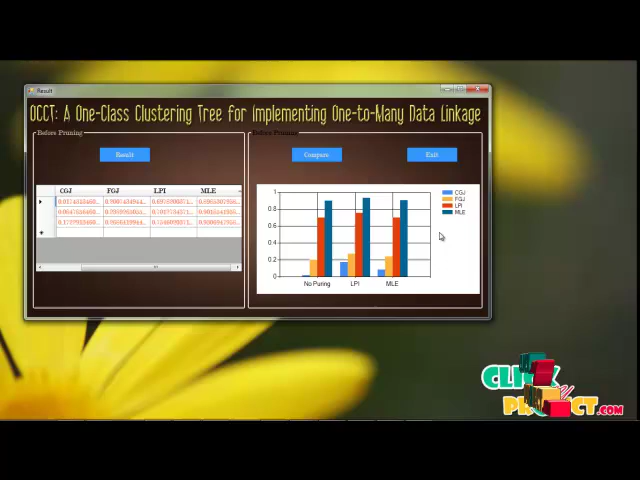 Result
OCCT: A One-Class Clustering Tree for Implementing One-to-Many Data Linkage
Before Pruning
Before Pruning
Result
Compare
Exit
CGJ FGJ LPI MLE
1
0.8
0.6
0.4
0.2
0
No Puring LPI MLE
CGJ
FGJ
LPI
MLE
CLICK
PROJECT.COM